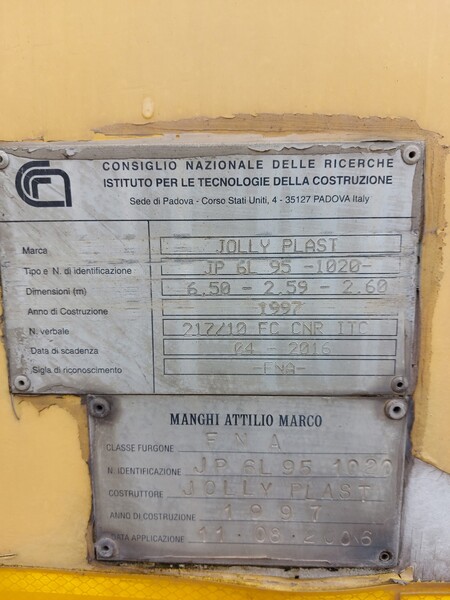 CONSIGLIO NAZIONALE DELLE RICERCHE
ISTITUTO PER LE TECNOLOGIE DELLA COSTRUZIONE
Sede di Padova - Corso Stati Uniti, 4 - 35127 PADOVA Italy
Marca JOLLY PLAST
Tipo e N. di identificazione JP 6L 95 -1020-
Dimensioni (m) 6.50 - 2.59 - 2.60
Anno di Costruzione 1997
N. verbale 217/10 FC CNR ITC
Data di scadenza 04 - 2016
Sigla di riconoscimento -FNA-
MANGHI ATTILIO MARCO
CLASSE FURGONE F N A
N. IDENTIFICAZIONE JP 6L 95 1020
COSTRUTTORE JOLLY PLAST
ANNO DI COSTRUZIONE 1997
DATA APPLICAZIONE 11·08·2006